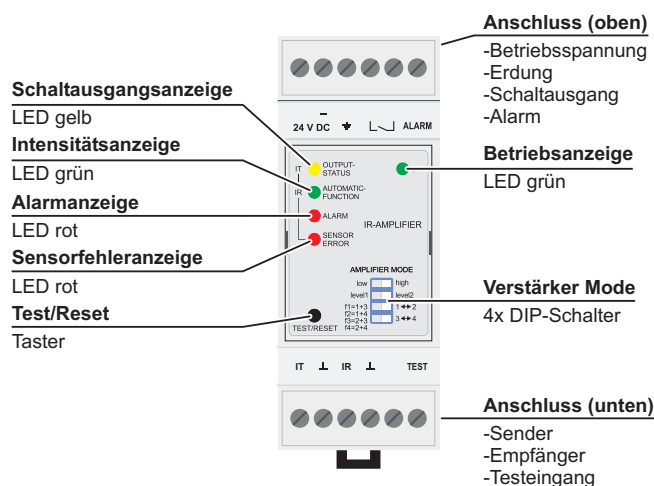 Anschluss (oben)
-Betriebsspannung
-Erdung
-Schaltausgang
-Alarm
Betriebsanzeige
LED grün
Verstärker Mode
4x DIP-Schalter
Anschluss (unten)
-Sender
-Empfänger
-Testeingang
Schaltausgangsanzeige
LED gelb
Intensitätsanzeige
LED grün
Alarmanzeige
LED rot
Sensorfehleranzeige
LED rot
Test/Reset
Taster
24 V DC ALARM
IT OUTPUT-
STATUS
IR AUTOMATIC-
FUNCTION
ALARM
SENSOR
ERROR
IR-AMPLIFIER
AMPLIFIER MODE
low high
level1 level2
f1=1+3 1↔2
f2=1+4
f3=2+3 3↔4
f4=2+4
TEST/RESET
IT ⊥ IR ⊥ TEST